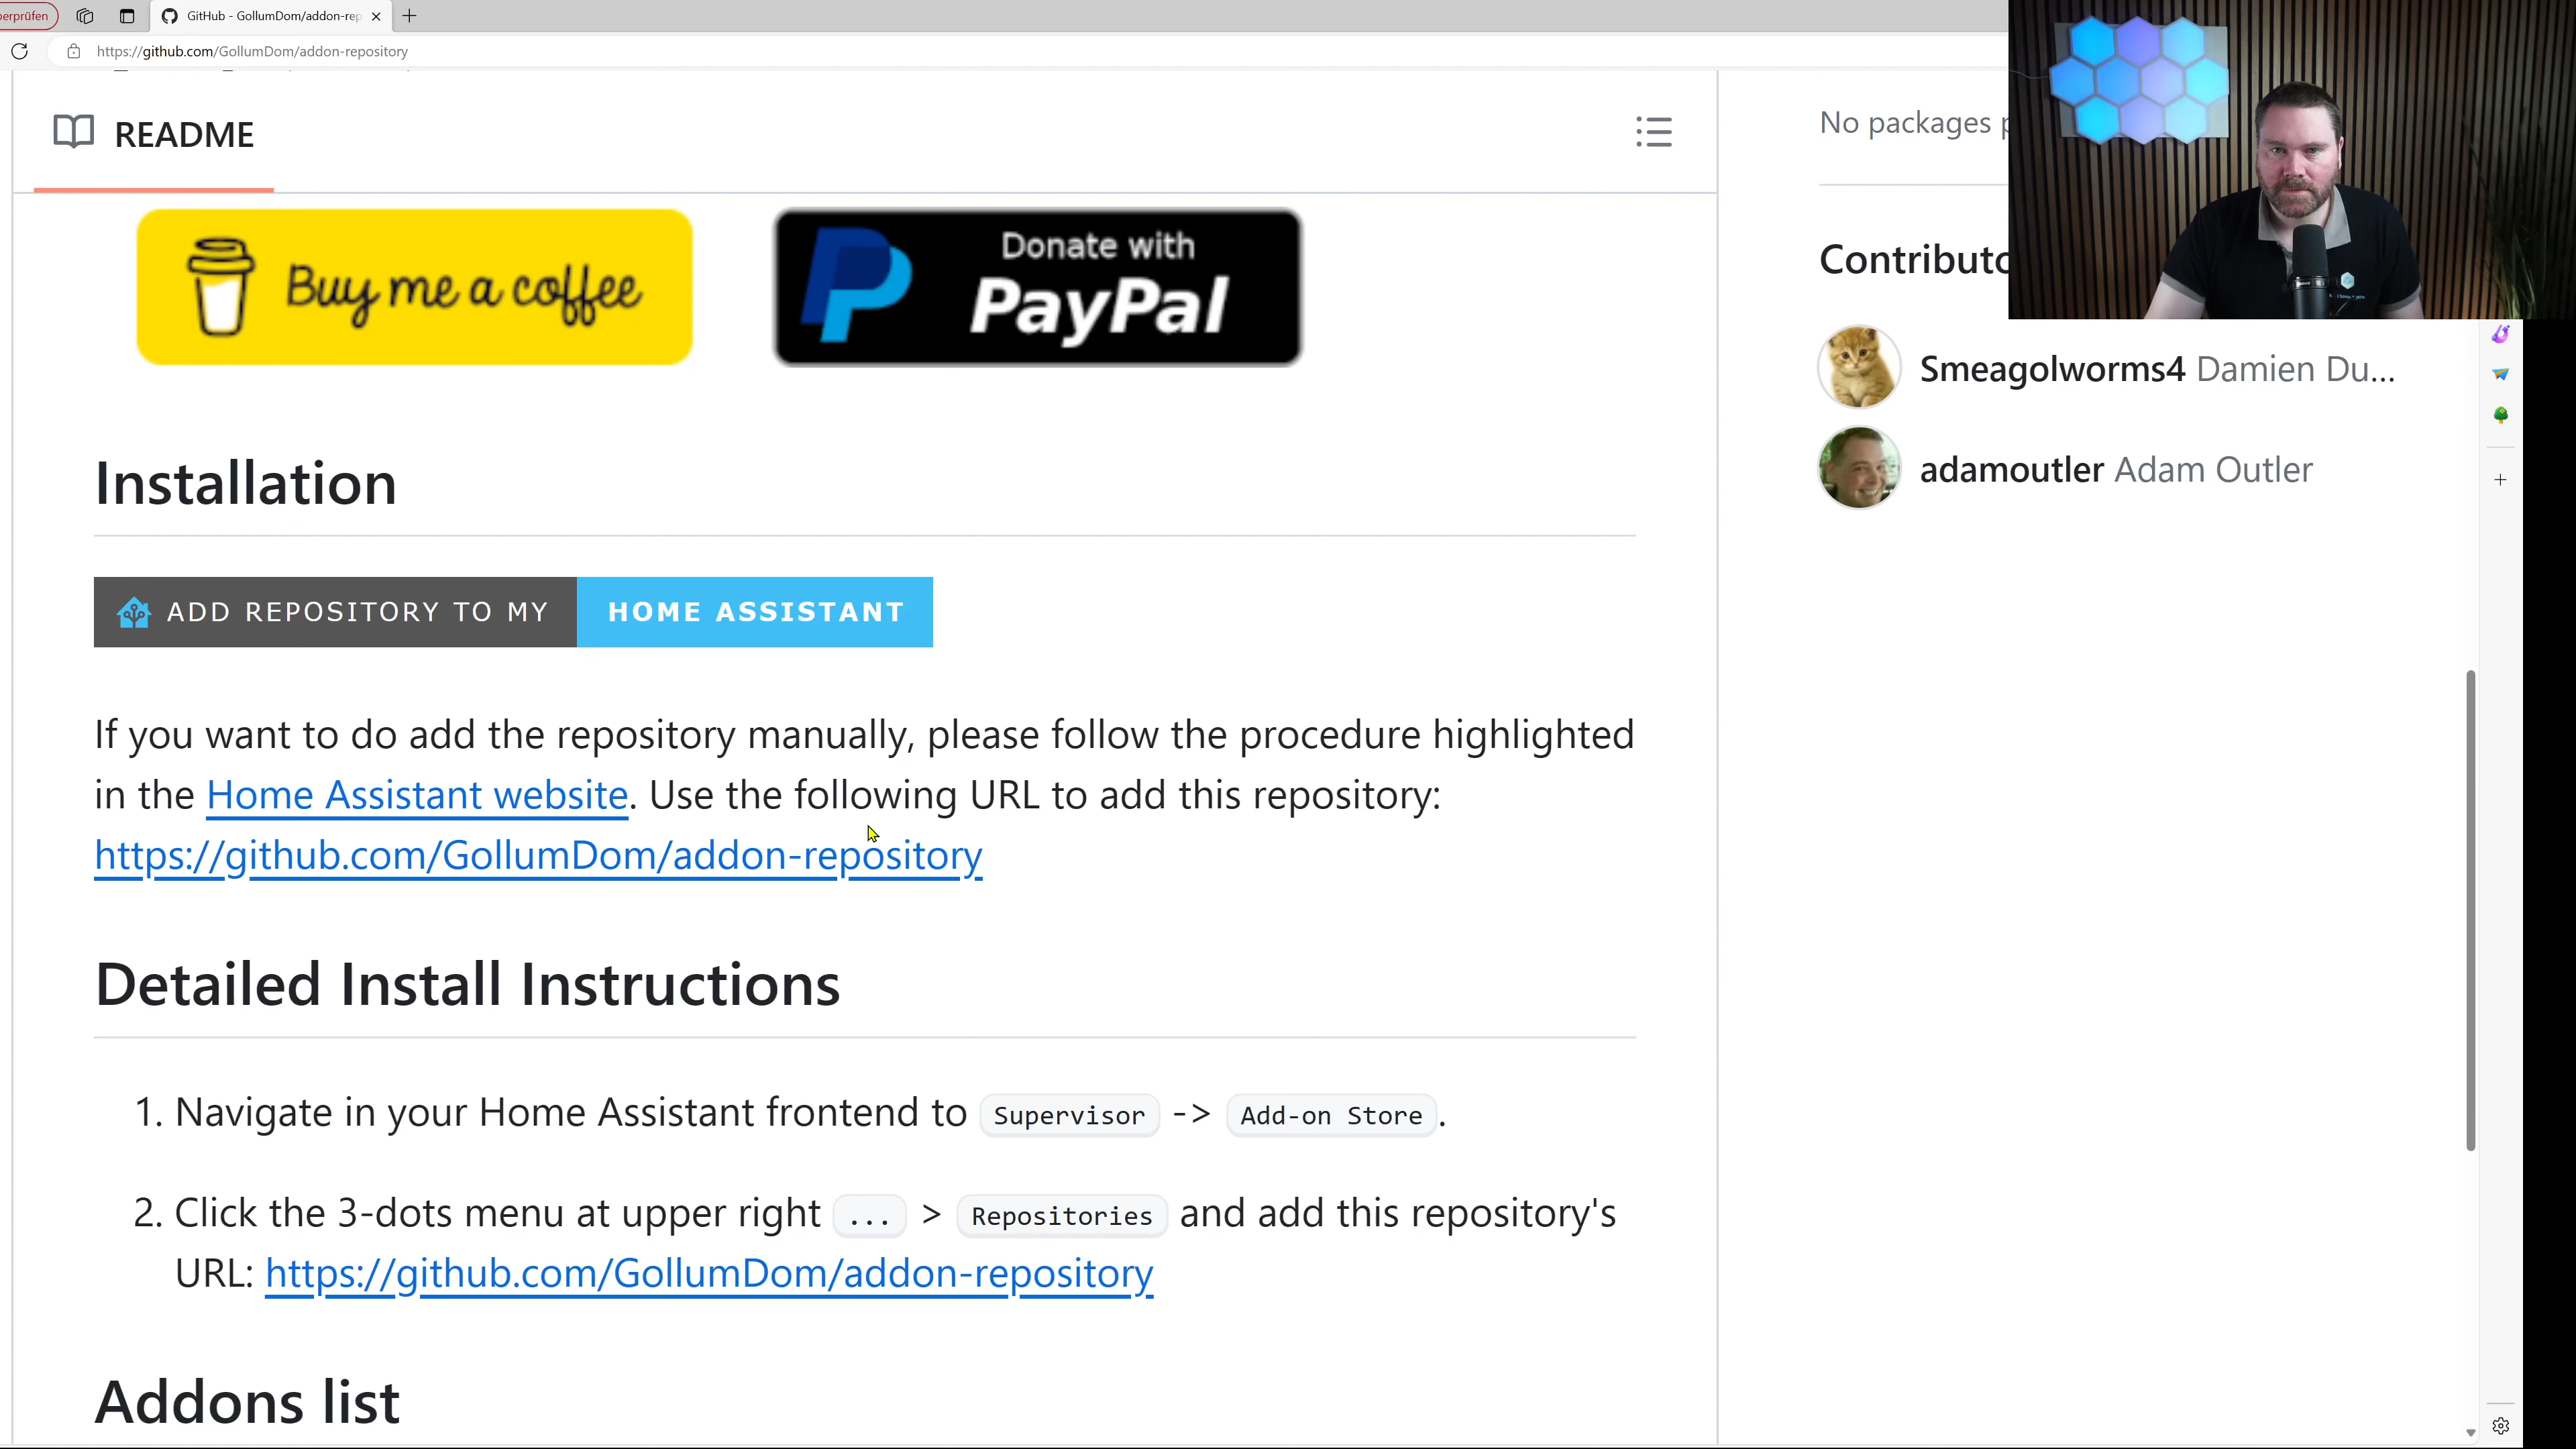 GitHub - GollumDom/addon-rep
https://github.com/GollumDom/addon-repository
README
No packages
Buy me a coffee
Donate with
PayPal
Smeagolworms4 Damien Du...
adamoutler Adam Outler
Installation
ADD REPOSITORY TO MY HOME ASSISTANT
If you want to do add the repository manually, please follow the procedure highlighted
in the Home Assistant website. Use the following URL to add this repository:
https://github.com/GollumDom/addon-repository
Detailed Install Instructions
1. Navigate in your Home Assistant frontend to Supervisor -> Add-on Store.
2. Click the 3-dots menu at upper right ... > Repositories and add this repository's
URL: https://github.com/GollumDom/addon-repository
Addons list